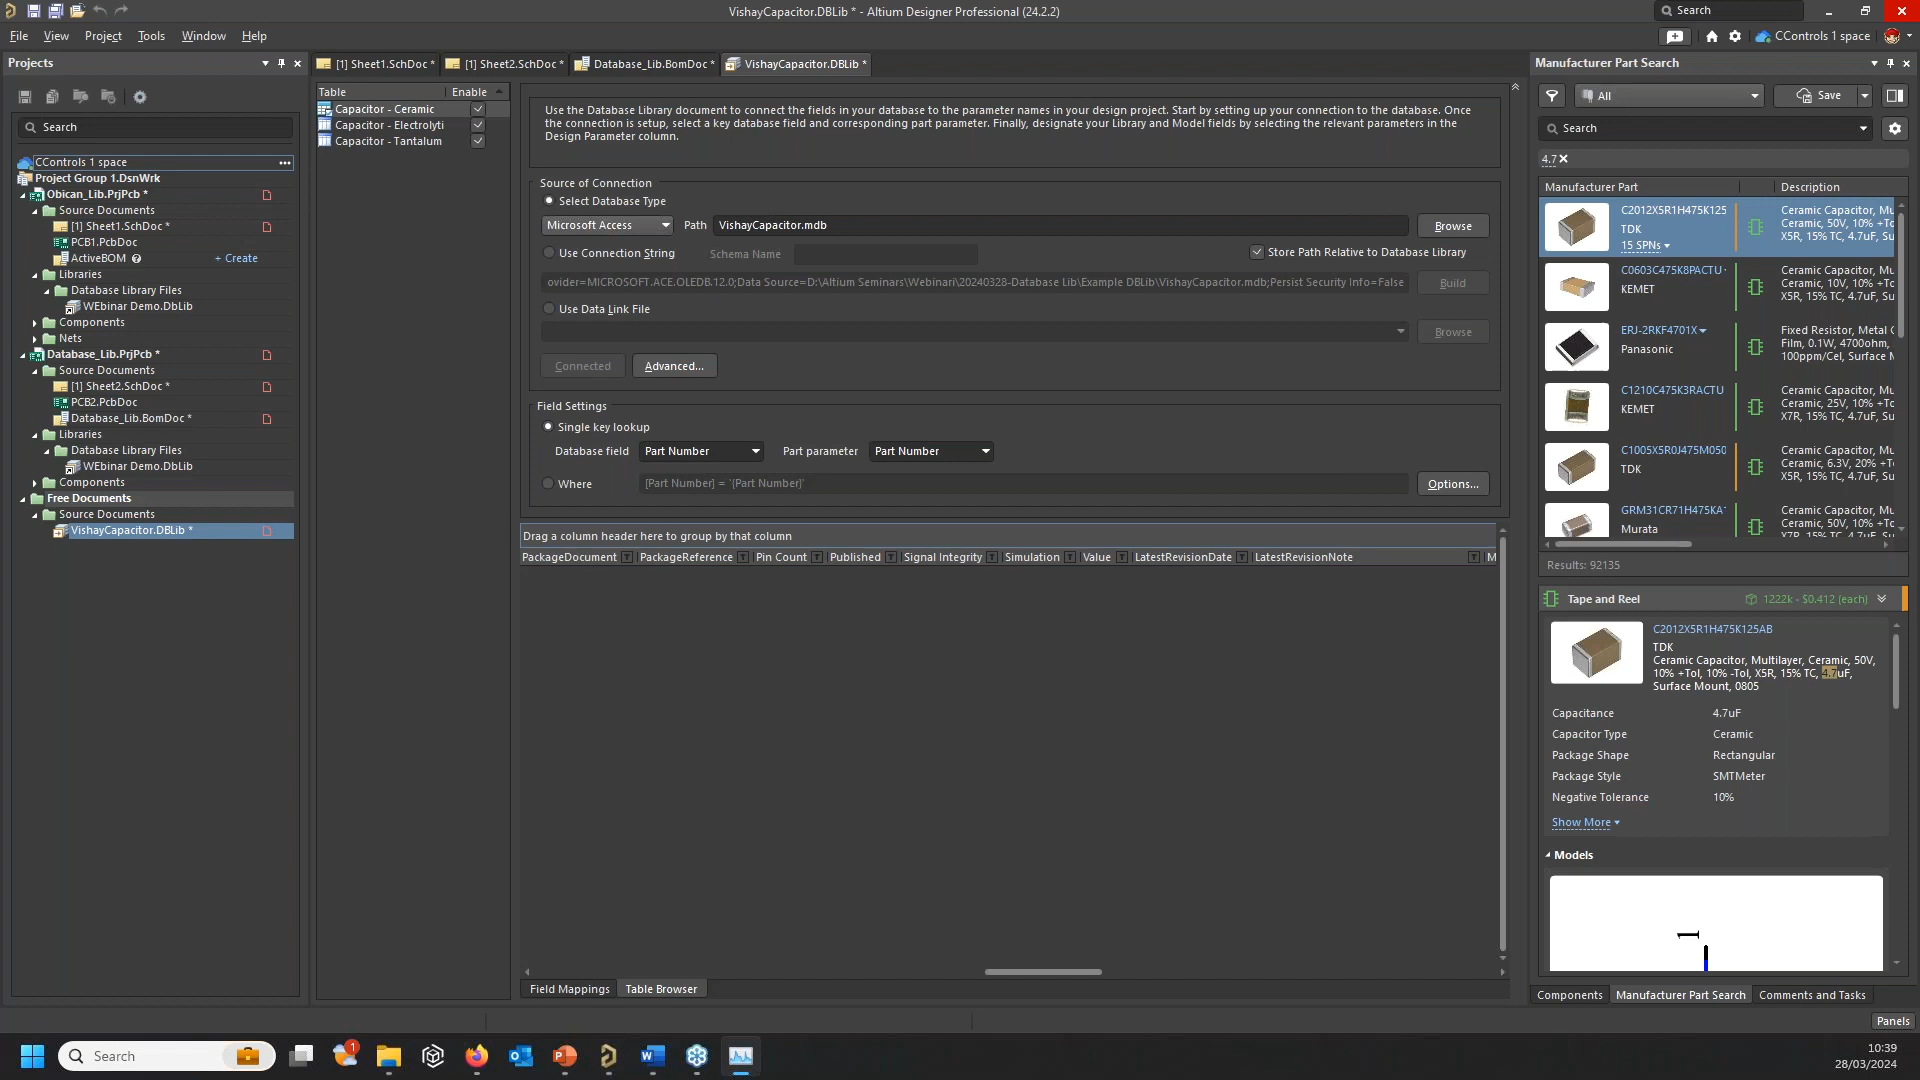 VishayCapacitor.DBLib * - Altium Designer Professional (24.2.2)
Search
File View Project Tools Window Help
CControls 1 space
Projects
[1] Sheet1.SchDoc *
[1] Sheet2.SchDoc *
Database_Lib.BomDoc *
VishayCapacitor.DBLib *
Manufacturer Part Search
Search
CControls 1 space
Project Group 1.DsnWrk
Obican_Lib.PrjPcb *
Source Documents
[1] Sheet1.SchDoc *
PCB1.PcbDoc
ActiveBOM
+ Create
Libraries
Database Library Files
WEbinar Demo.DbLib
Components
Nets
Database_Lib.PrjPcb *
Source Documents
[1] Sheet2.SchDoc *
PCB2.PcbDoc
Database_Lib.BomDoc *
Libraries
Database Library Files
WEbinar Demo.DbLib
Components
Free Documents
Source Documents
VishayCapacitor.DBLib *
Table Enable
Capacitor - Ceramic
Capacitor - Electrolyti
Capacitor - Tantalum
Use the Database Library document to connect the fields in your database to the parameter names in your design project. Start by setting up your connection to the database. Once
the connection is setup, select a key database field and corresponding part parameter. Finally, designate your Library and Model fields by selecting the relevant parameters in the
Design Parameter column.
Source of Connection
Select Database Type
Microsoft Access Path VishayCapacitor.mdb Browse
Use Connection String Schema Name Store Path Relative to Database Library
ovider=MICROSOFT.ACE.OLEDB.12.0;Data Source=D:\Altium Seminars\Webinari\20240328-Database Lib\Example DBLib\VishayCapacitor.mdb;Persist Security Info=False Build
Use Data Link File
Browse
Connected Advanced...
Field Settings
Single key lookup
Database field Part Number Part parameter Part Number
Where [Part Number] = '{Part Number}' Options...
Drag a column header here to group by that column
PackageDocument PackageReference Pin Count Published Signal Integrity Simulation Value LatestRevisionDate LatestRevisionNote M
Field Mappings Table Browser
All Save
Search
4.7
Manufacturer Part Description
C2012X5R1H475K125
TDK
15 SPNs
Ceramic Capacitor, Mu
Ceramic, 50V, 10% +To
X5R, 15% TC, 4.7uF, Su
C0603C475K8PACTU
KEMET
Ceramic Capacitor, Mu
Ceramic, 10V, 10% +To
X5R, 15% TC, 4.7uF, Su
ERJ-2RKF4701X
Panasonic
Fixed Resistor, Metal G
Film, 0.1W, 4700ohm,
100ppm/Cel, Surface M
C1210C475K3RACTU
KEMET
Ceramic Capacitor, Mu
Ceramic, 25V, 10% +To
X7R, 15% TC, 4.7uF, Su
C1005X5R0J475M050
TDK
Ceramic Capacitor, Mu
Ceramic, 6.3V, 20% +To
X5R, 15% TC, 4.7uF, Su
GRM31CR71H475KA1
Murata
Ceramic Capacitor, Mu
Ceramic, 50V, 10% +To
X7R, 15% TC, 4.7uF, Su
Results: 92135
Tape and Reel 1222k - $0.412 (each)
C2012X5R1H475K125AB
TDK
Ceramic Capacitor, Multilayer, Ceramic, 50V,
10% +Tol, 10% -Tol, X5R, 15% TC, 4.7uF,
Surface Mount, 0805
Capacitance 4.7uF
Capacitor Type Ceramic
Package Shape Rectangular
Package Style SMTMeter
Negative Tolerance 10%
Show More
Models
1
Components Manufacturer Part Search Comments and Tasks
Panels
Search
1
10:39
28/03/2024